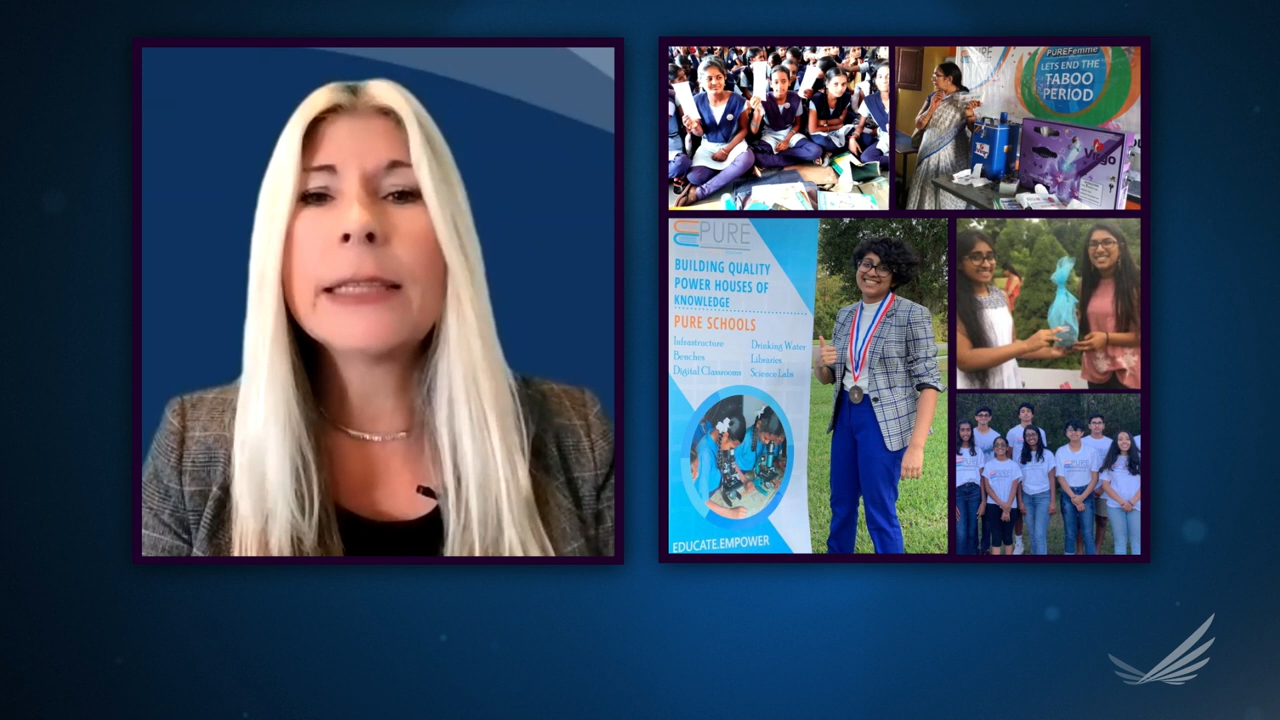 PUREFemme
LETS END THE
TABOO
PERIOD
Virgo
PURE
BUILDING QUALITY
POWER HOUSES OF
KNOWLEDGE
PURE SCHOOLS
Infrastructure
Drinking Water
Benches
Libraries
Digital Classrooms
Science Labs
EDUCATE.EMPOWER